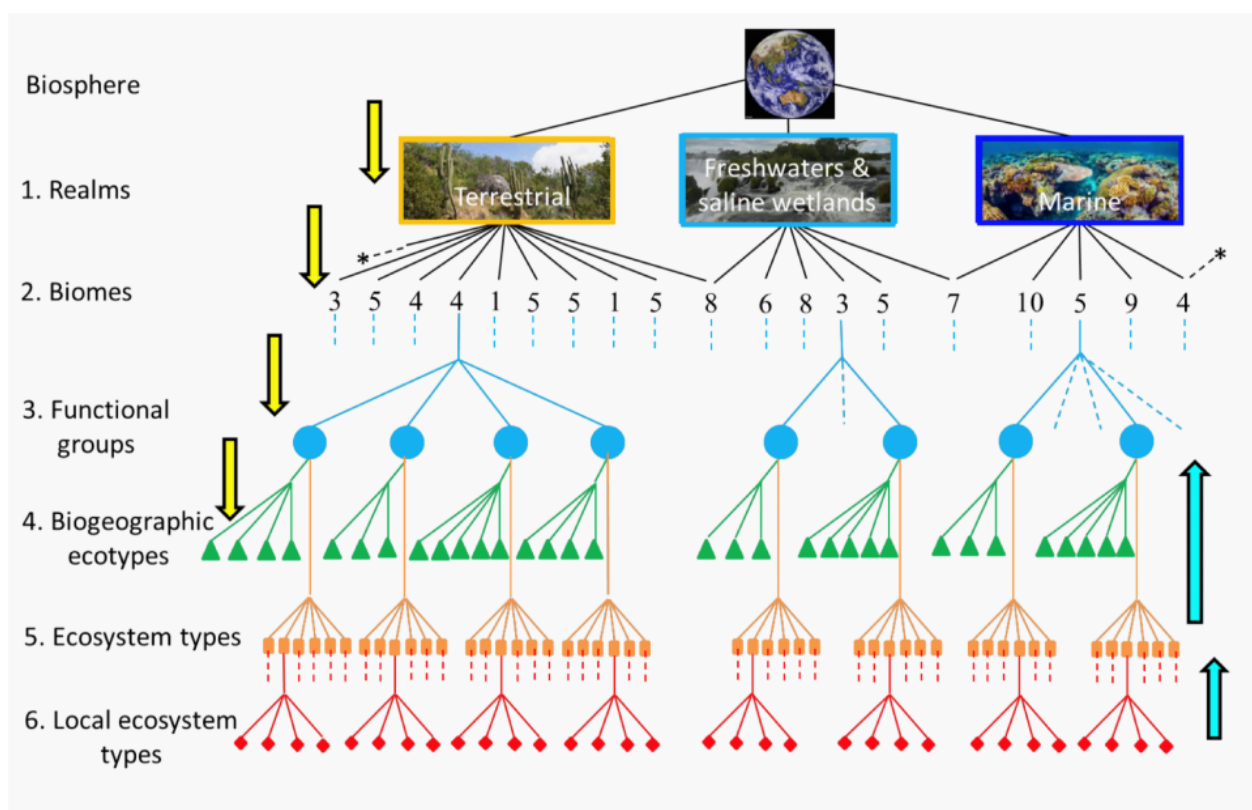 Biosphere
1. Realms
Terrestrial
Freshwaters &
saline wetlands
Marine
*
*
2. Biomes
3 5 4 4 1 5 5 1 5 8 6 8 3 5 7 10 5 9 4
3. Functional
groups
4. Biogeographic
ecotypes
5. Ecosystem types
6. Local ecosystem
types